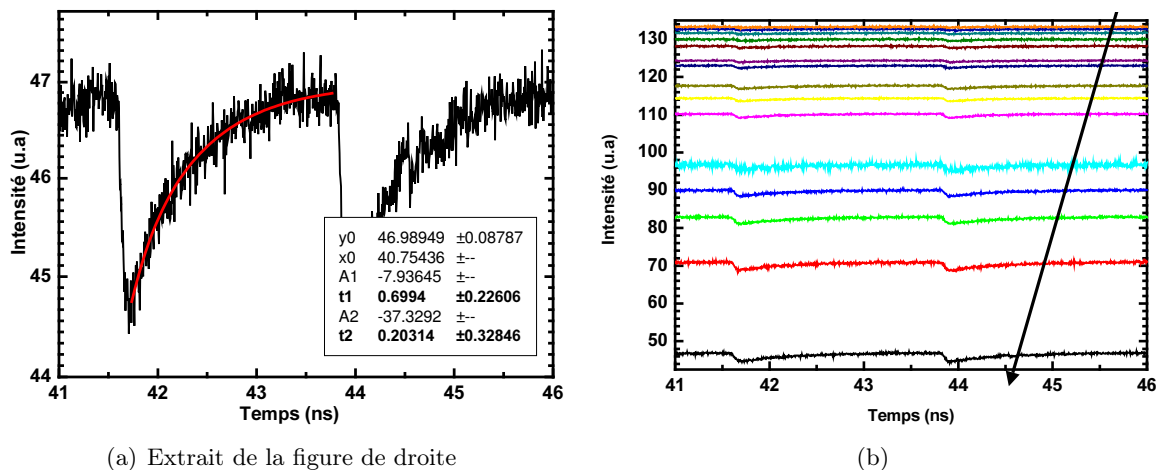 47
46
45
44
Intensité (u.a)
y0 46.98949 ±0.08787
x0 40.75436 ±--
A1 -7.93645 ±--
t1 0.6994 ±0.22606
A2 -37.3292 ±--
t2 0.20314 ±0.32846
41 42 43 44 45 46
Temps (ns)
(a) Extrait de la figure de droite
130
120
110
100
90
80
70
60
50
Intensité (u.a)
41 42 43 44 45 46
Temps (ns)
(b)